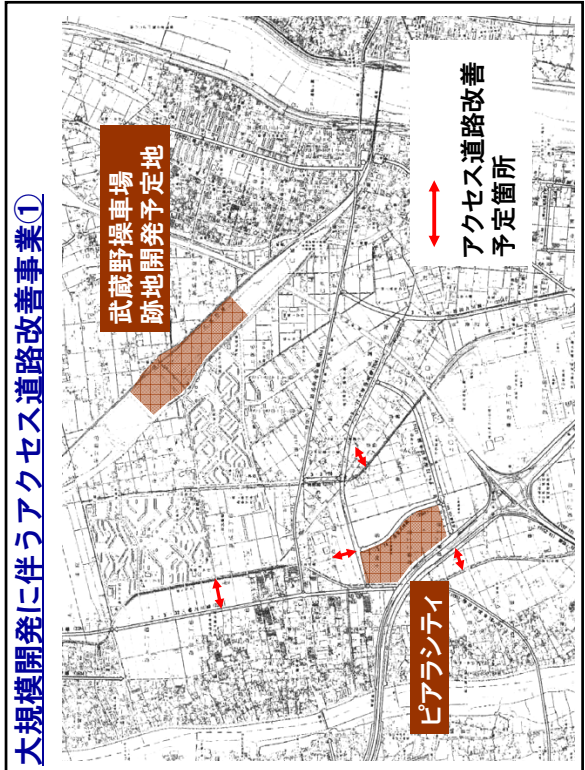 大規模開発に伴うアクセス道路改善事業①
武蔵野操車場
跡地開発予定地
ピアラシティ
アクセス道路改善
予定箇所